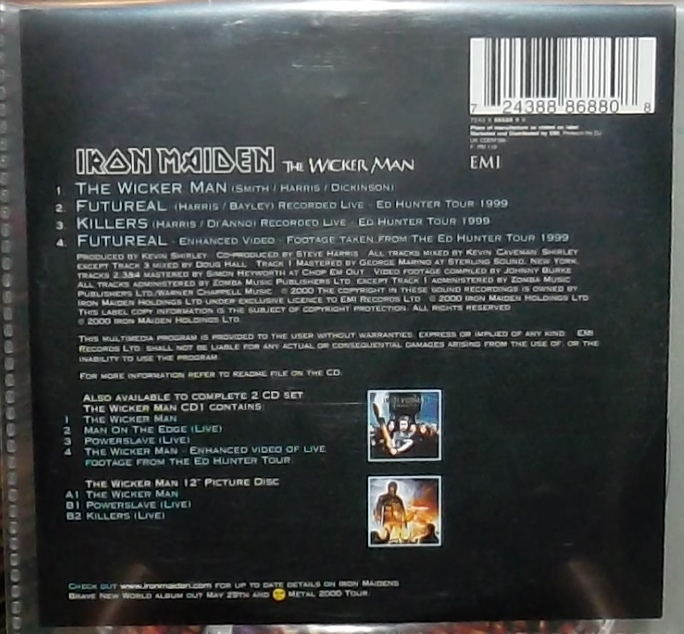 7 24388 86880 8
Place of manufacture as stated on label
EMI
IRON MAIDEN THE WICKER MAN
1. THE WICKER MAN (SMITH / HARRIS / DICKINSON)
2. FUTUREAL (HARRIS / BAYLEY) RECORDED LIVE - ED HUNTER TOUR 1999
3. KILLERS (HARRIS / DI'ANNO) RECORDED LIVE - ED HUNTER TOUR 1999
4. FUTUREAL - ENHANCED VIDEO - FOOTAGE TAKEN FROM THE ED HUNTER TOUR 1999
PRODUCED BY KEVIN SHIRLEY CO-PRODUCED BY STEVE HARRIS ALL TRACKS MIXED BY KEVIN CAVEMAN SHIRLEY
EXCEPT TRACK 3 MIXED BY DOUG HALL TRACK 1 MASTERED BY GEORGE MARINO AT STERLING SOUND, NEW YORK.
TRACKS 2,3&4 MASTERED BY SIMON HEYWORTH AT CHOP EM OUT. VIDEO FOOTAGE COMPILED BY JOHNNY BURKE
ALL TRACKS ADMINISTERED BY ZOMBA MUSIC PUBLISHERS LTD. EXCEPT TRACK 1 ADMINISTERED BY ZOMBA MUSIC
PUBLISHERS LTD/WARNER CHAPPELL MUSIC ℗ 2000 THE COPYRIGHT IN THESE SOUND RECORDINGS IS OWNED BY
IRON MAIDEN HOLDINGS LTD UNDER EXCLUSIVE LICENCE TO EMI RECORDS LTD © 2000 IRON MAIDEN HOLDINGS LTD
THIS LABEL COPY INFORMATION IS THE SUBJECT OF COPYRIGHT PROTECTION. ALL RIGHTS RESERVED
© 2000 IRON MAIDEN HOLDINGS LTD.
THIS MULTIMEDIA PROGRAM IS PROVIDED TO THE USER WITHOUT WARRANTIES, EXPRESS OR IMPLIED OF ANY KIND. EMI
RECORDS LTD. SHALL NOT BE LIABLE FOR ANY ACTUAL OR CONSEQUENTIAL DAMAGES ARISING FROM THE USE OF, OR THE
INABILITY TO USE THE PROGRAM.
FOR MORE INFORMATION REFER TO README FILE ON THE CD.
ALSO AVAILABLE TO COMPLETE 2 CD SET
THE WICKER MAN CD1 CONTAINS:
1 THE WICKER MAN
2 MAN ON THE EDGE (LIVE)
3 POWERSLAVE (LIVE)
4 THE WICKER MAN - ENHANCED VIDEO OF LIVE
FOOTAGE FROM THE ED HUNTER TOUR.
THE WICKER MAN 12" PICTURE DISC
A1 THE WICKER MAN
B1 POWERSLAVE (LIVE)
B2 KILLERS (LIVE)
CHECK OUT www.ironmaiden.com FOR UP TO DATE DETAILS ON IRON MAIDENS
BRAVE NEW WORLD ALBUM OUT MAY 29TH AND METAL 2000 TOUR.